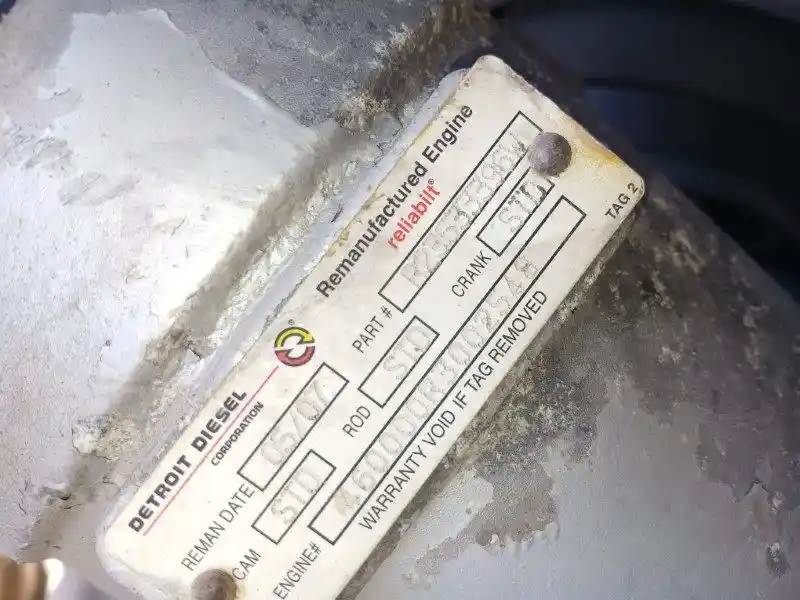 DETROIT DIESEL
CORPORATION
®
Remanufactured Engine
reliabilt®
REMAN DATE 05/07
PART #
CAM STD
ROD STD
CRANK STD
ENGINE#
WARRANTY VOID IF TAG REMOVED
TAG 2